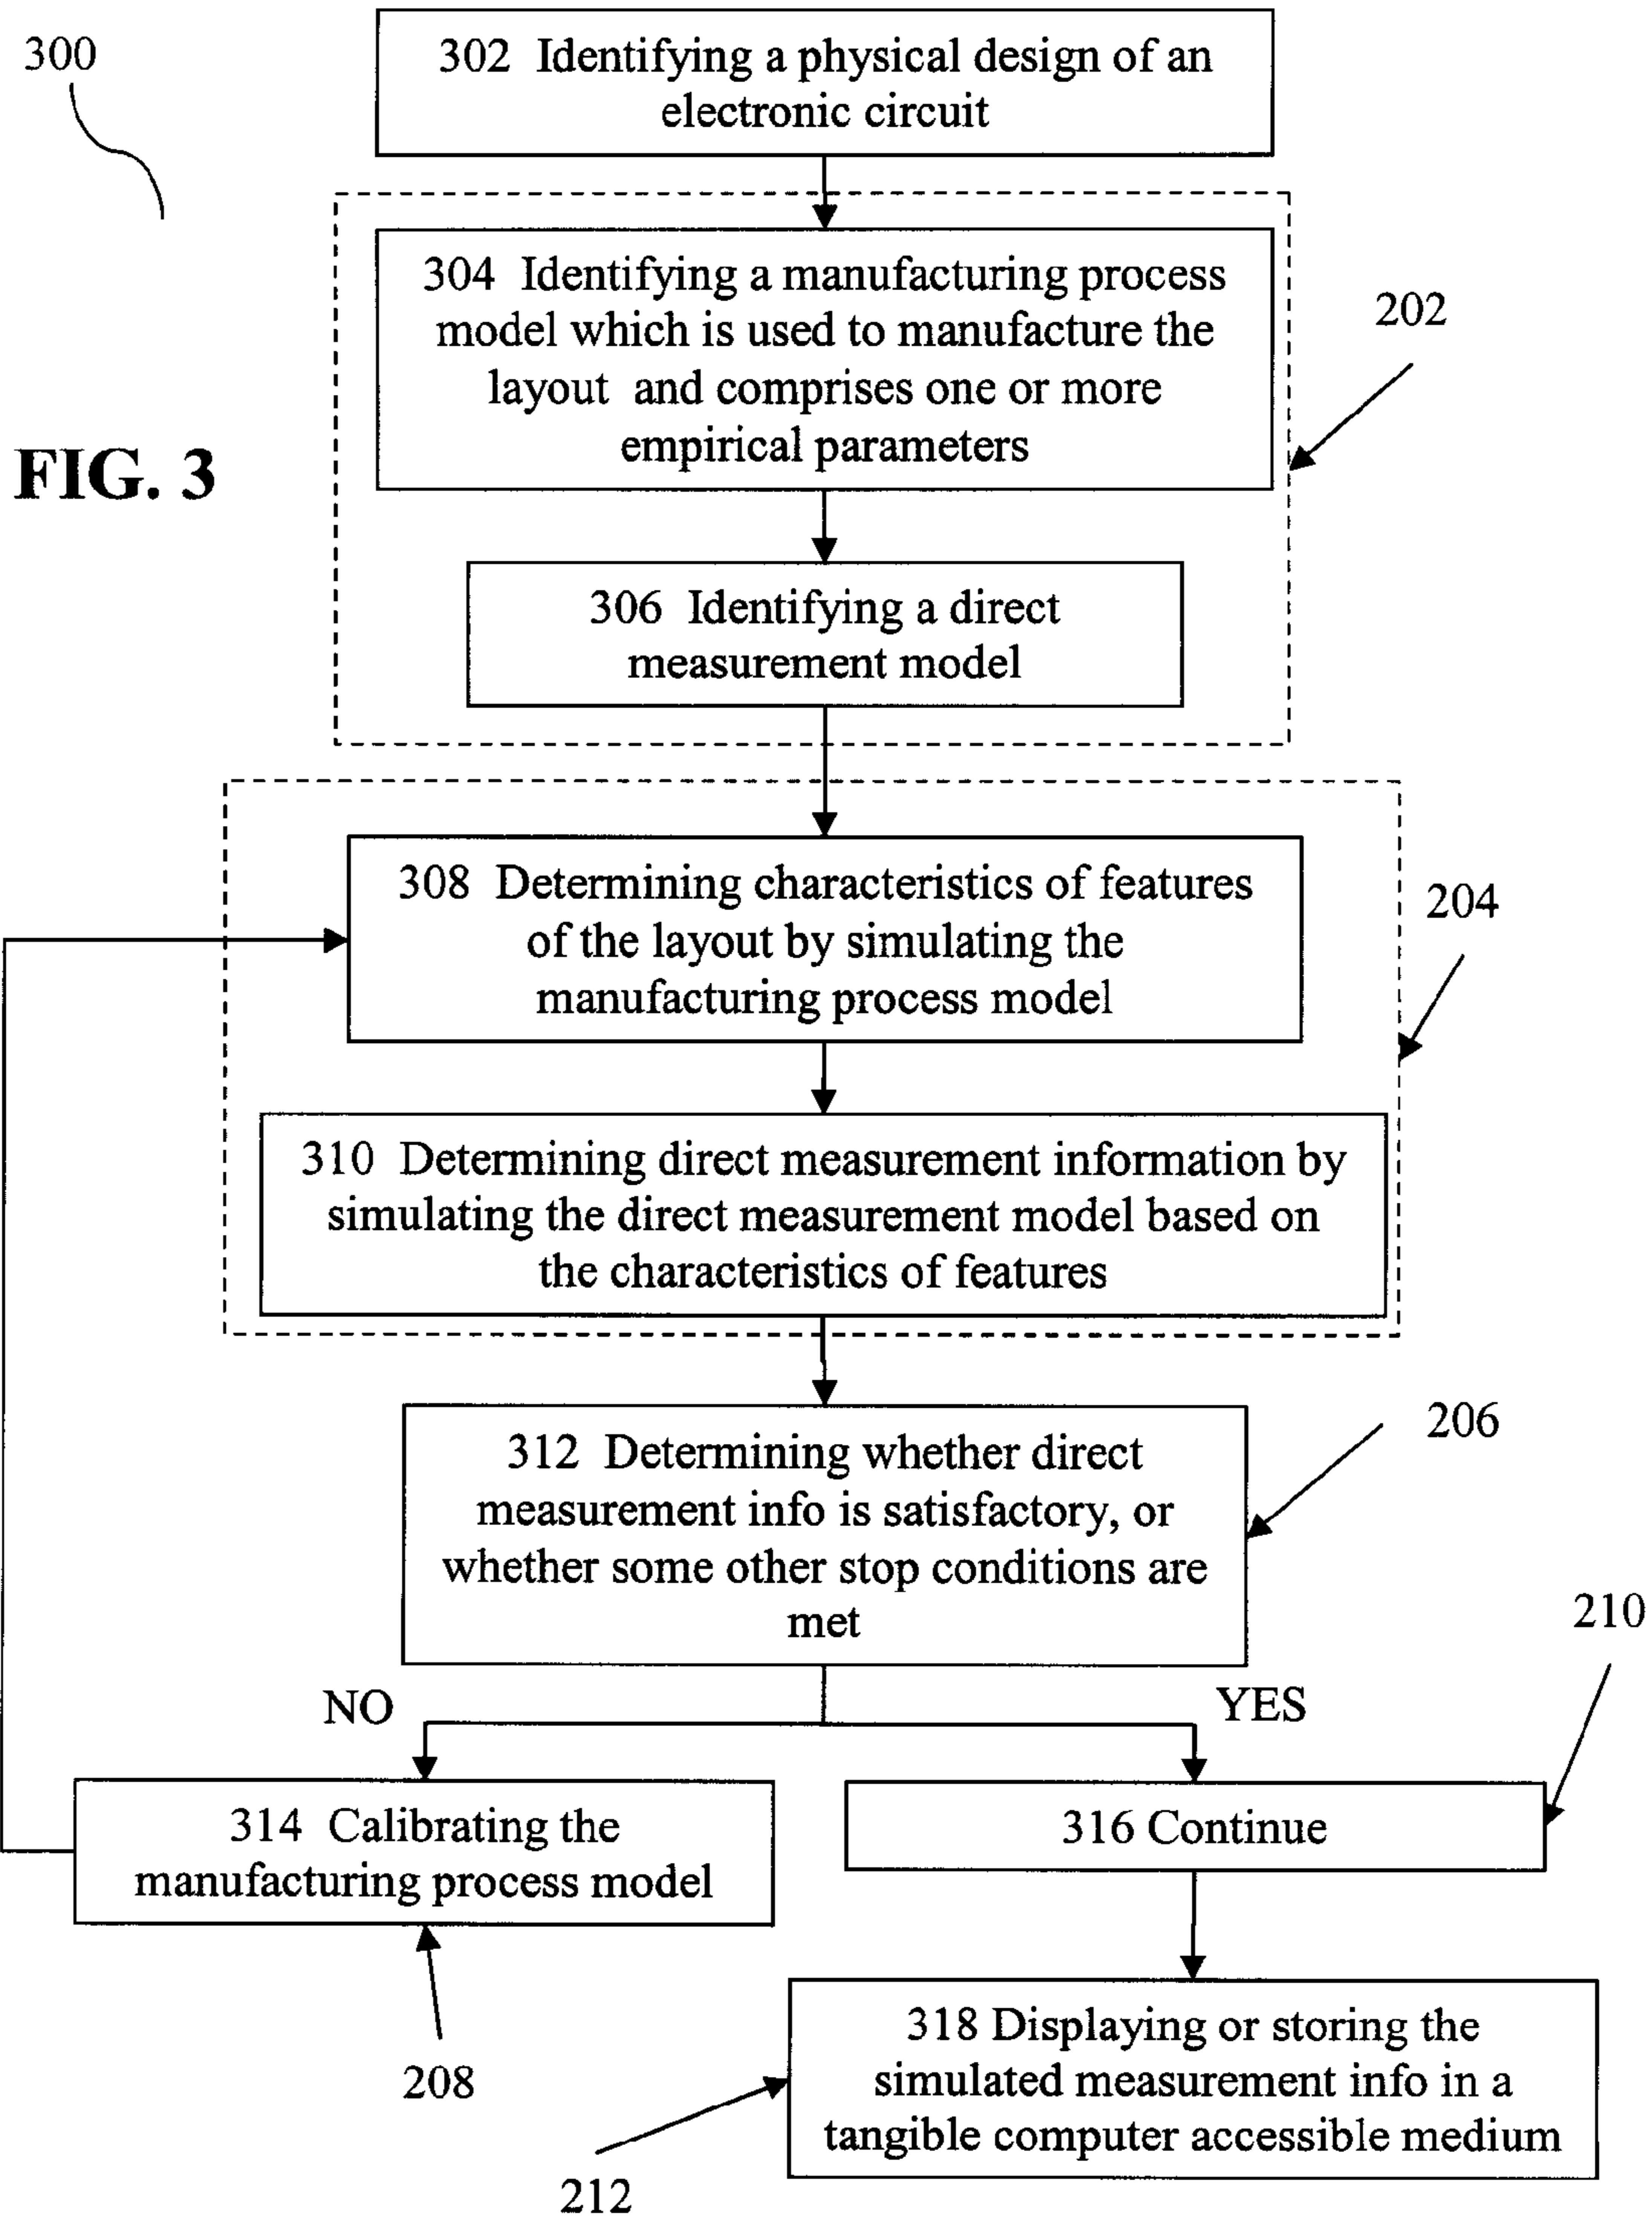 300
302 Identifying a physical design of an
electronic circuit
304 Identifying a manufacturing process
model which is used to manufacture the
layout and comprises one or more
empirical parameters
202
FIG. 3
306 Identifying a direct
measurement model
308 Determining characteristics of features
of the layout by simulating the
manufacturing process model
204
310 Determining direct measurement information by
simulating the direct measurement model based on
the characteristics of features
312 Determining whether direct
measurement info is satisfactory, or
whether some other stop conditions are
met
206
210
NO
YES
314 Calibrating the
manufacturing process model
316 Continue
208
318 Displaying or storing the
simulated measurement info in a
tangible computer accessible medium
212